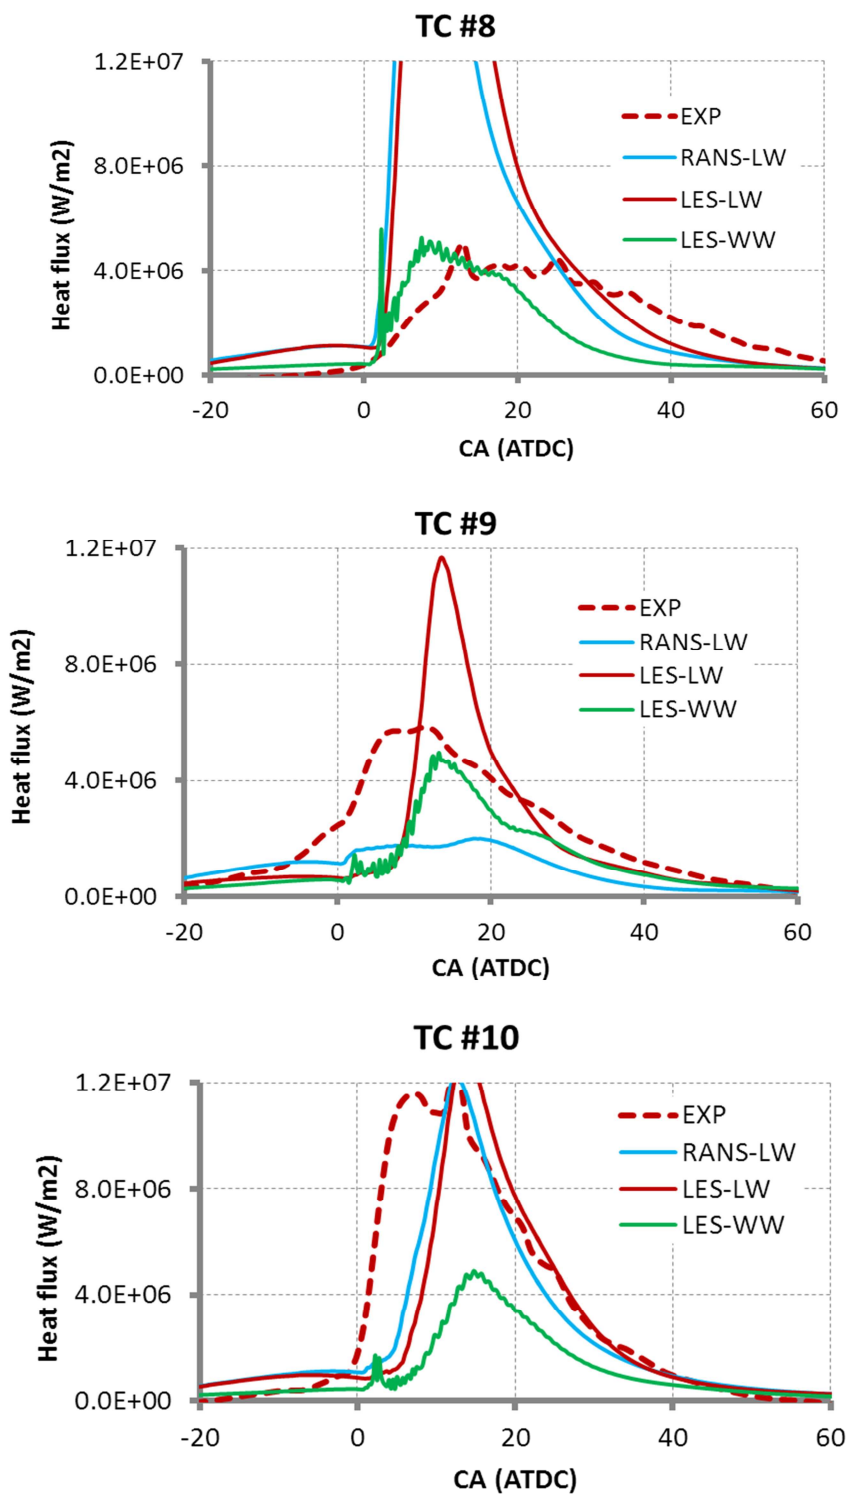 TC #8
1.2E+07
8.0E+06
4.0E+06
0.0E+00
Heat flux (W/m2)
EXP
RANS-LW
LES-LW
LES-WW
-20 0 20 40 60
CA (ATDC)
TC #9
1.2E+07
8.0E+06
4.0E+06
0.0E+00
Heat flux (W/m2)
EXP
RANS-LW
LES-LW
LES-WW
-20 0 20 40 60
CA (ATDC)
TC #10
1.2E+07
8.0E+06
4.0E+06
0.0E+00
Heat flux (W/m2)
EXP
RANS-LW
LES-LW
LES-WW
-20 0 20 40 60
CA (ATDC)